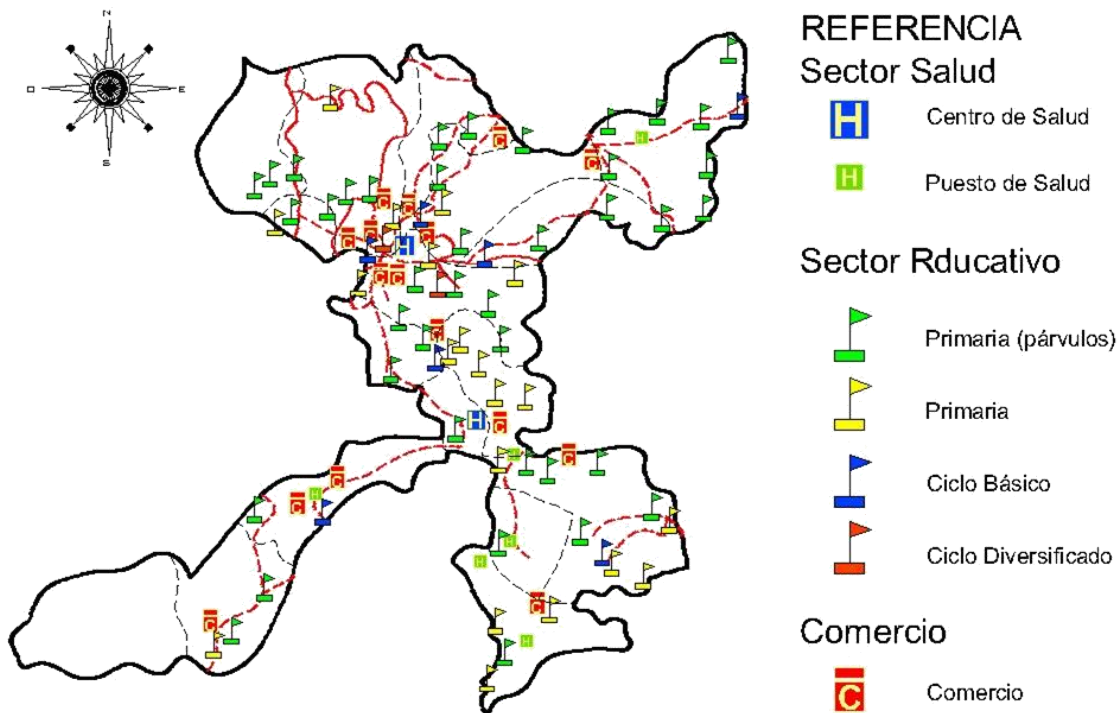 REFERENCIA
Sector Salud
H Centro de Salud
H Puesto de Salud
Sector Rducativo
Primaria (párvulos)
Primaria
Ciclo Básico
Ciclo Diversificado
Comercio
C Comercio